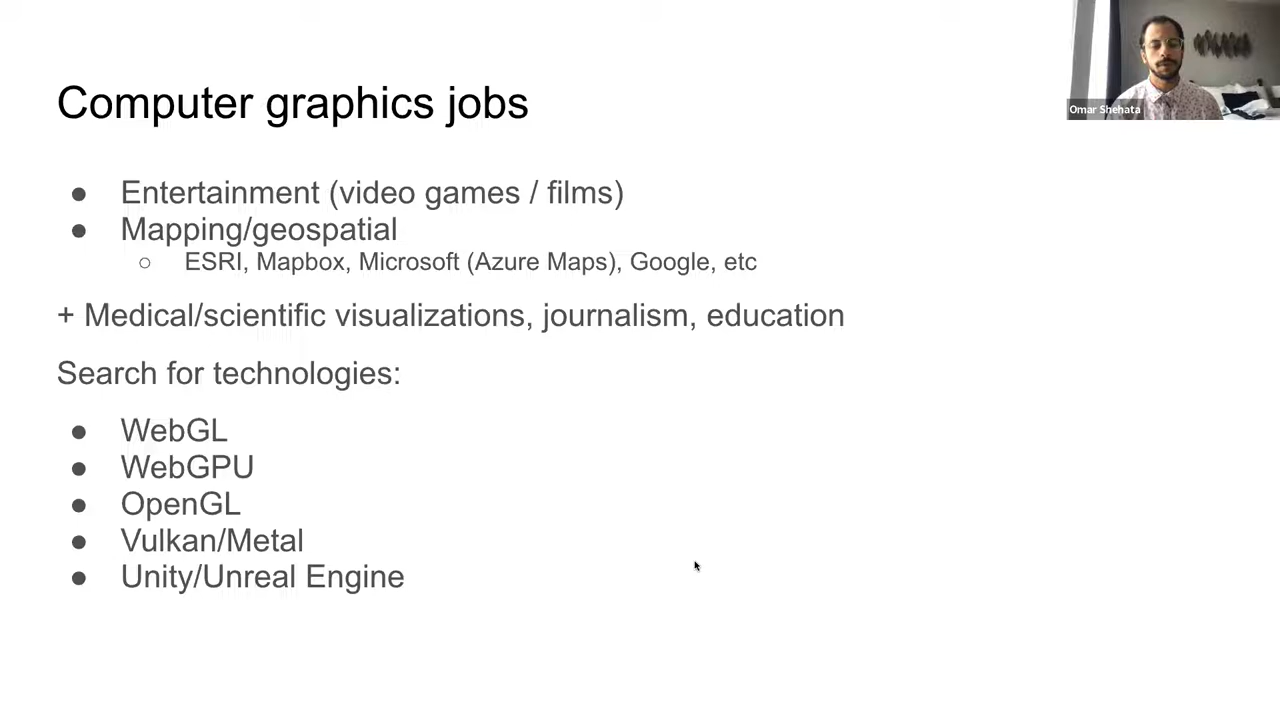 Omar Shehata
Computer graphics jobs
● Entertainment (video games / films)
● Mapping/geospatial
○ ESRI, Mapbox, Microsoft (Azure Maps), Google, etc
+ Medical/scientific visualizations, journalism, education
Search for technologies:
● WebGL
● WebGPU
● OpenGL
● Vulkan/Metal
● Unity/Unreal Engine